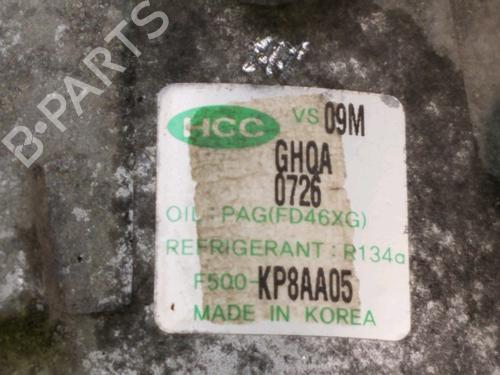 B-PARTS
HCC VS 09M
GHQA
0726
OIL : PAG(FD46XG)
REFRIGERANT : R134a
F500-KP8AA05
MADE IN KOREA